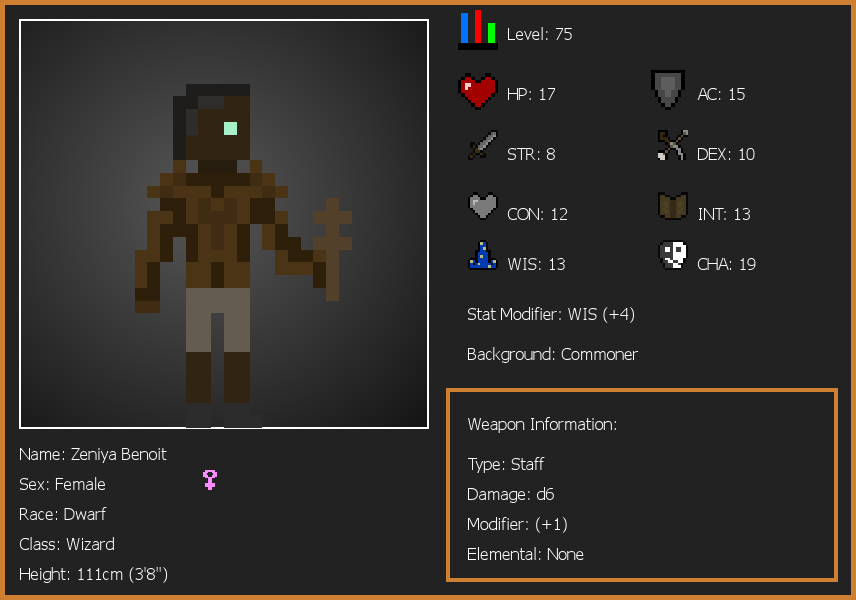 Level: 75
HP: 17
AC: 15
STR: 8
DEX: 10
CON: 12
INT: 13
WIS: 13
CHA: 19
Stat Modifier: WIS (+4)
Background: Commoner
Weapon Information:
Type: Staff
Damage: d6
Modifier: (+1)
Elemental: None
Name: Zeniya Benoit
Sex: Female
Race: Dwarf
Class: Wizard
Height: 111cm (3'8")